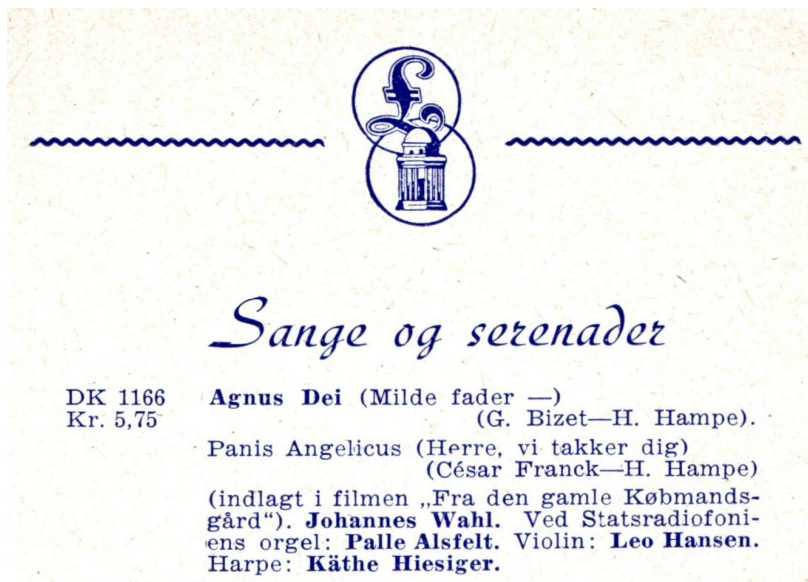 Sange og serenader
DK 1166 Agnus Dei (Milde fader —)
Kr. 5,75 (G. Bizet—H. Hampe).
Panis Angelicus (Herre, vi takker dig)
(César Franck—H. Hampe)
(indlagt i filmen „Fra den gamle Købmands-
gård“). Johannes Wahl. Ved Statsradiofoni-
ens orgel: Palle Alsfelt. Violin: Leo Hansen.
Harpe: Käthe Hiesiger.